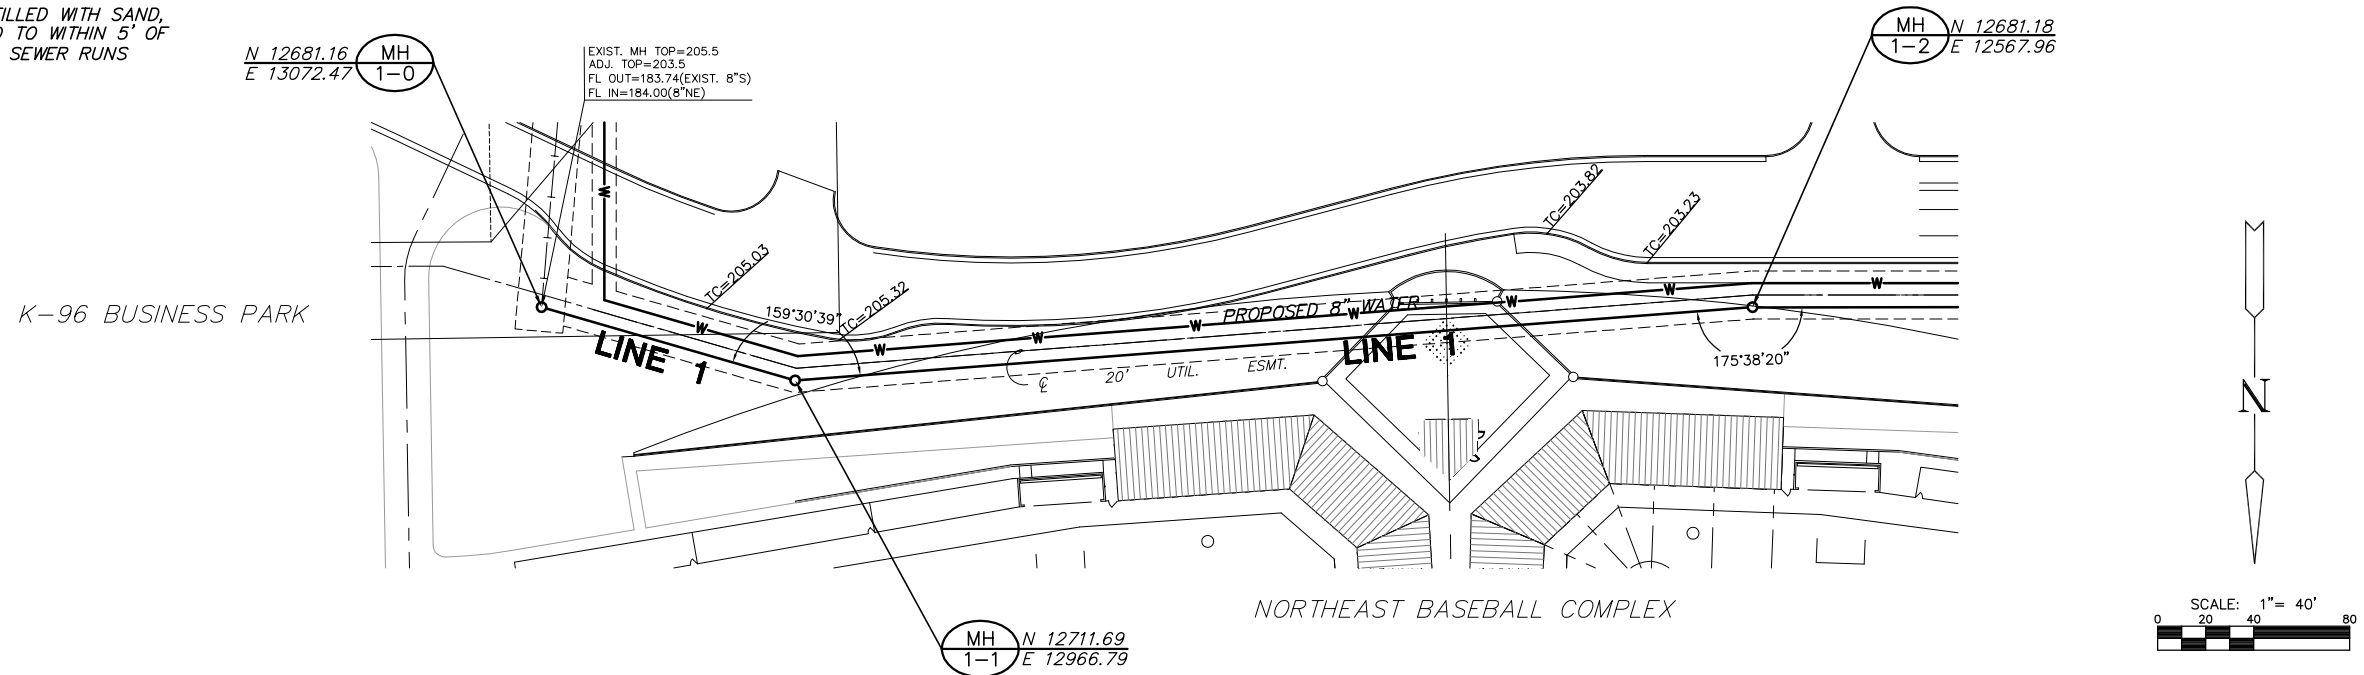 FILLED WITH SAND,
TO WITHIN 5' OF
SEWER RUNS
N 12681.16
E 13072.47
MH
1-0
EXIST. MH TOP=205.5
ADJ. TOP=203.5
FL OUT=183.74(EXIST. 8"S)
FL IN=184.00(8"NE)
MH
1-2
N 12681.18
E 12567.96
W
TC=203.82
TC=203.23
TC=205.03
TC=205.32
159°30'39"
K-96 BUSINESS PARK
LINE 1
W
W
W
W
PROPOSED 8" WATER
W
W
W
W
LINE 1
175°38'20"
℄
20' UTIL. ESMT.
N
NORTHEAST BASEBALL COMPLEX
MH
1-1
N 12711.69
E 12966.79
SCALE: 1"= 40'
0 20 40 80